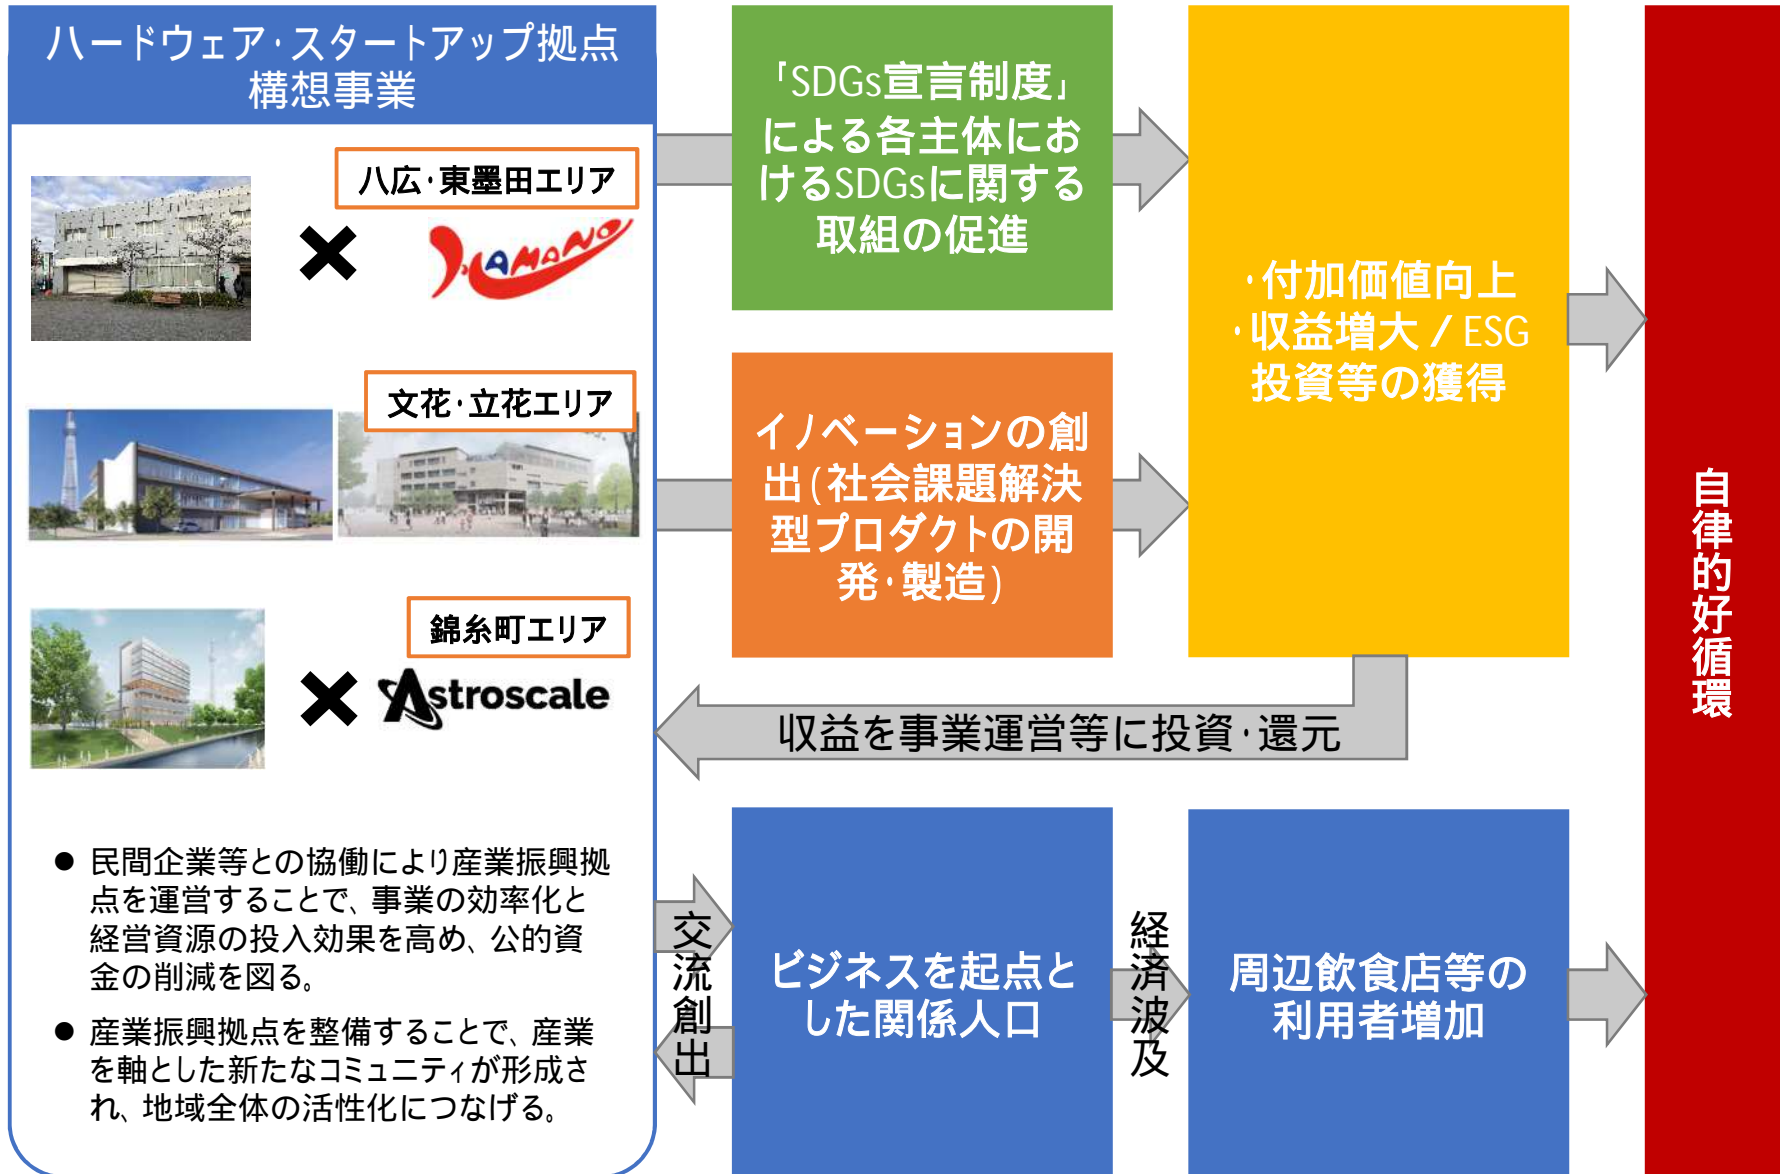 ハードウェア・スタートアップ拠点
構想事業
八広・東墨田エリア
HAMANO
文花・立花エリア
錦糸町エリア
Astroscale
● 民間企業等との協働により産業振興拠
点を運営することで、事業の効率化と
経営資源の投入効果を高め、公的資
金の削減を図る。
● 産業振興拠点を整備することで、産業
を軸とした新たなコミュニティが形成さ
れ、地域全体の活性化につなげる。
「SDGs宣言制度」
による各主体にお
けるSDGsに関する
取組の促進
イノベーションの創
出(社会課題解決
型プロダクトの開
発・製造)
・付加価値向上
・収益増大／ESG
投資等の獲得
収益を事業運営等に投資・還元
交流創出
ビジネスを起点と
した関係人口
経済波及
周辺飲食店等の
利用者増加
自律的好循環